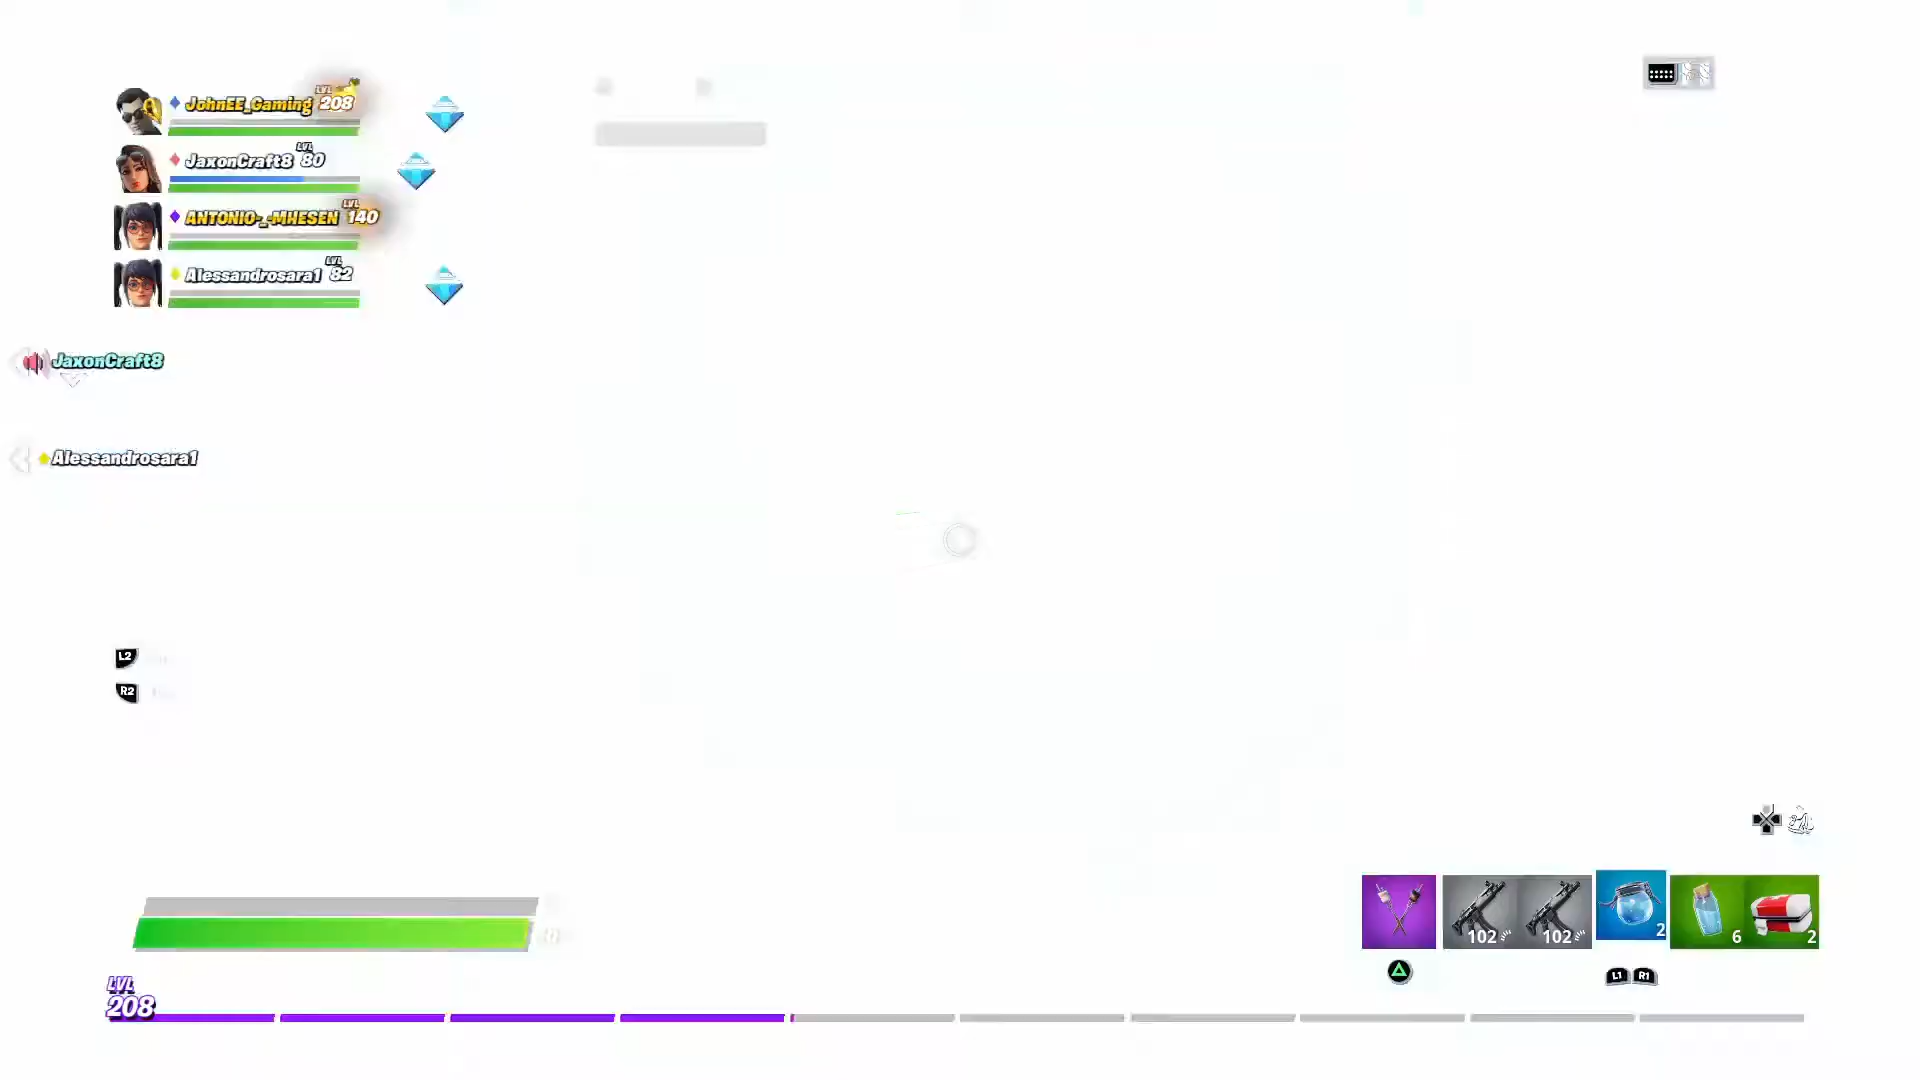 JohnEE_Gaming LVL 208
JaxonCraft8 LVL 80
ANTONIO-_-MHESEN LVL 140
Alessandrosara1 LVL 82
JaxonCraft8
Alessandrosara1
L2
R2
102 102 2 6 2
L1 R1
LVL
208